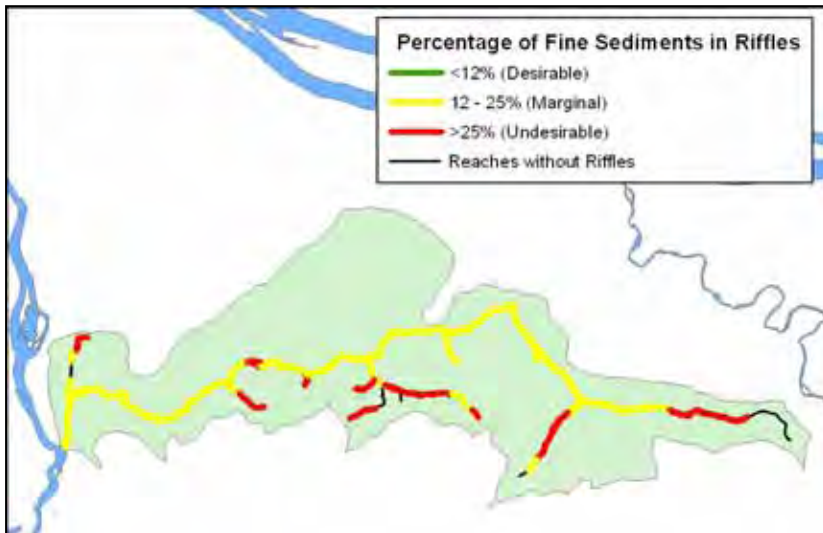 Percentage of Fine Sediments in Riffles
<12% (Desirable)
12 - 25% (Marginal)
>25% (Undesirable)
Reaches without Riffles